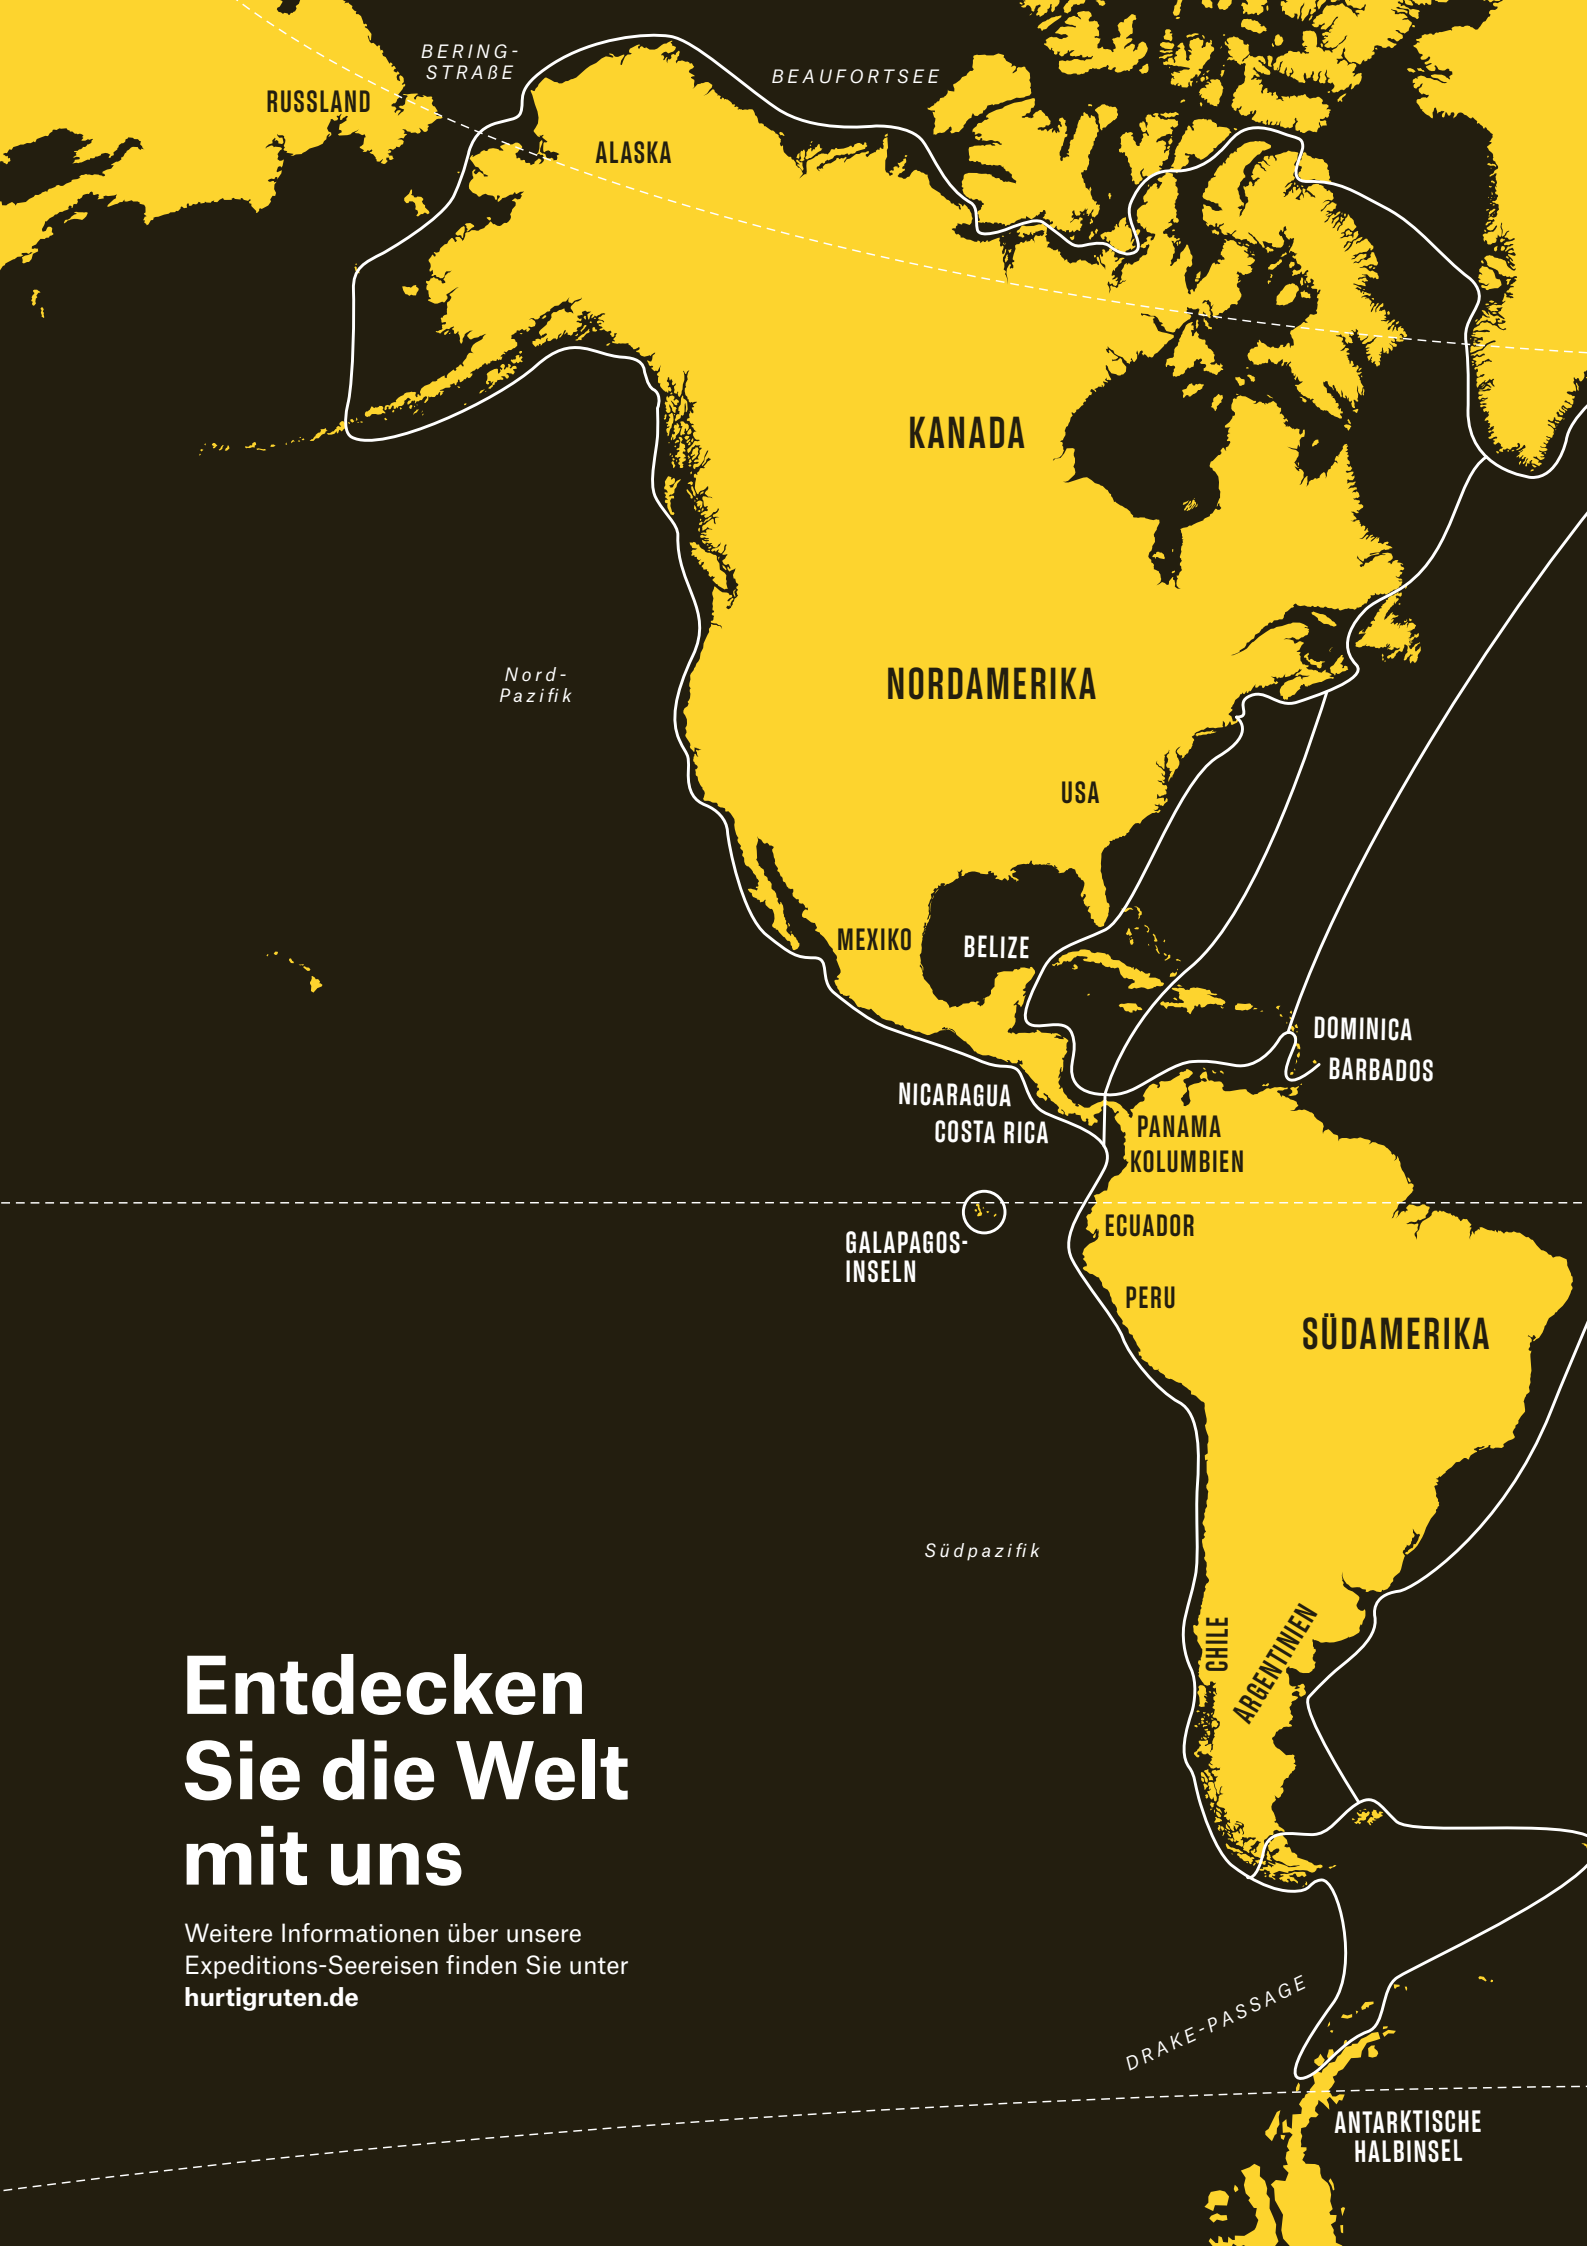 BERING-
STRAßE
BEAUFORTSEE
RUSSLAND
ALASKA
KANADA
Nord-
Pazifik
NORDAMERIKA
USA
MEXIKO
BELIZE
DOMINICA
BARBADOS
NICARAGUA
COSTA RICA
PANAMA
KOLUMBIEN
GALAPAGOS-
INSELN
ECUADOR
PERU
SÜDAMERIKA
Südpazifik
CHILE
ARGENTINIEN
Entdecken
Sie die Welt
mit uns
Weitere Informationen über unsere
Expeditions-Seereisen finden Sie unter
hurtigruten.de
DRAKE-PASSAGE
ANTARKTISCHE
HALBINSEL